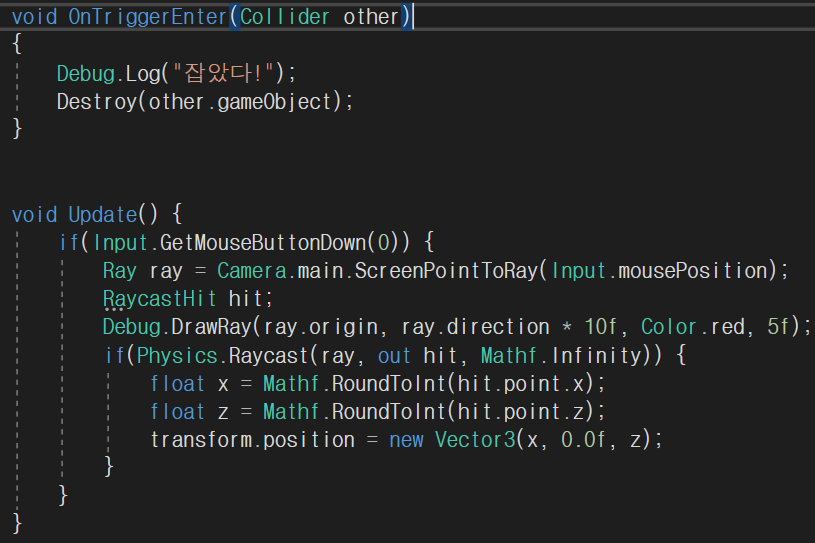 void OnTriggerEnter(Collider other)
{
    Debug.Log("잡았다!");
    Destroy(other.gameObject);
}
void Update() {
    if(Input.GetMouseButtonDown(0)) {
        Ray ray = Camera.main.ScreenPointToRay(Input.mousePosition);
        RaycastHit hit;
        Debug.DrawRay(ray.origin, ray.direction * 10f, Color.red, 5f);
        if(Physics.Raycast(ray, out hit, Mathf.Infinity)) {
            float x = Mathf.RoundToInt(hit.point.x);
            float z = Mathf.RoundToInt(hit.point.z);
            transform.position = new Vector3(x, 0.0f, z);
        }
    }
}